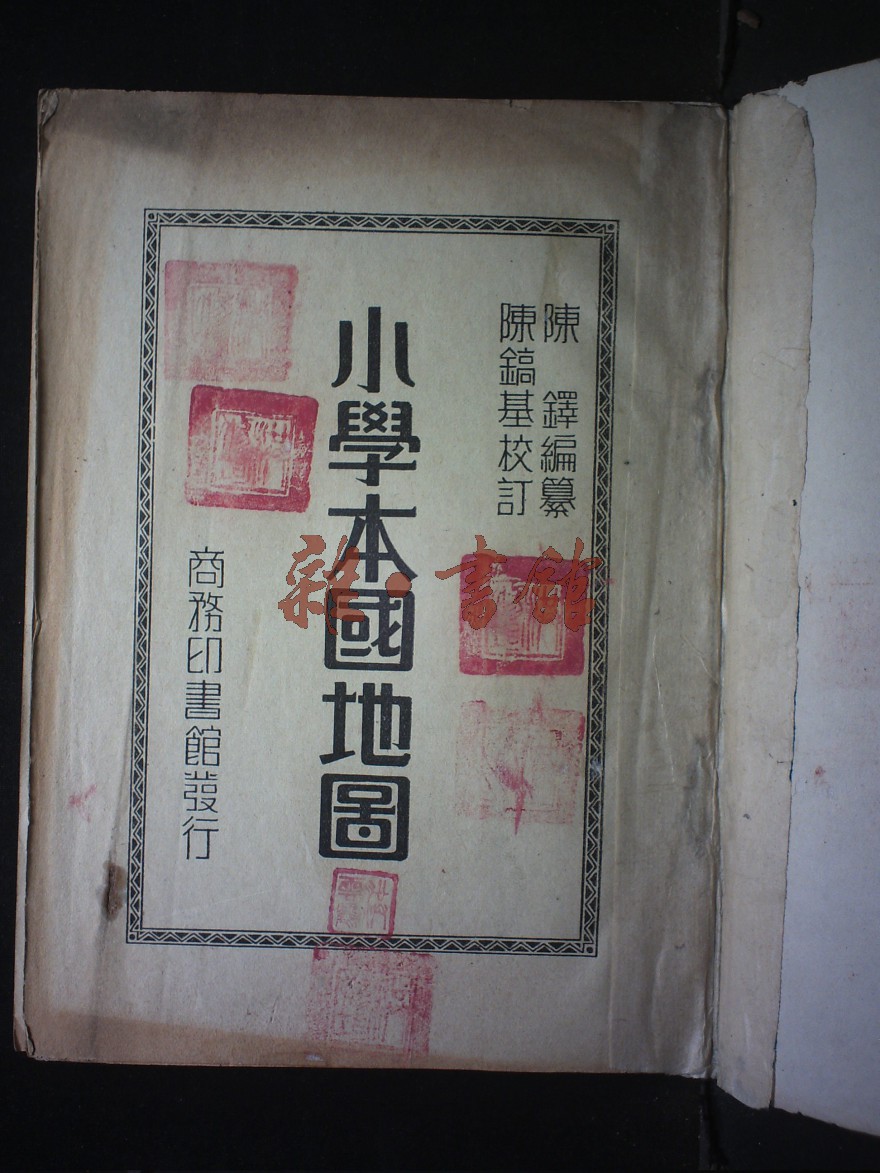 陳 鐸編纂
陳鎬基校訂
小學本國地圖
商務印書館發行
雜·書館